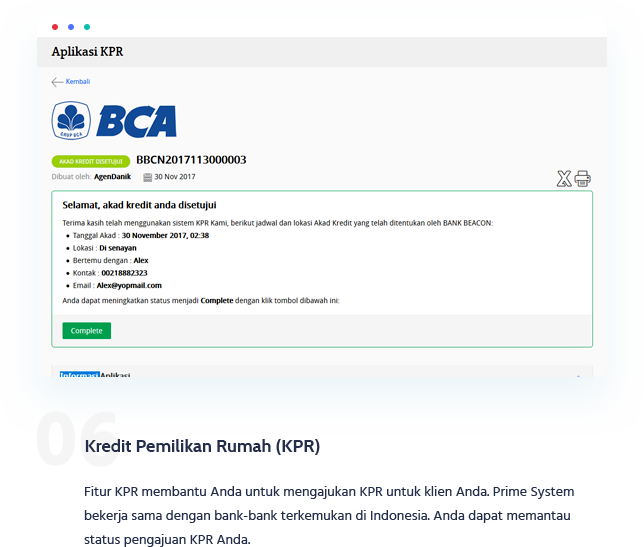 Aplikasi KPR
Kembali
GRUP BCA
BCA
AKAD KREDIT DISETUJUI BBCN2017113000003
Dibuat oleh: AgenDanik 30 Nov 2017
Selamat, akad kredit anda disetujui
Terima kasih telah menggunakan sistem KPR Kami, berikut jadwal dan lokasi Akad Kredit yang telah ditentukan oleh BANK BEACON:
Tanggal Akad : 30 November 2017, 02:38
Lokasi : Di senayan
Bertemu dengan : Alex
Kontak : 00218882323
Email : Alex@yopmail.com
Anda dapat meningkatkan status menjadi Complete dengan klik tombol dibawah ini:
Complete
Informasi Aplikasi
06
Kredit Pemilikan Rumah (KPR)
Fitur KPR membantu Anda untuk mengajukan KPR untuk klien Anda. Prime System
bekerja sama dengan bank-bank terkemukan di Indonesia. Anda dapat memantau
status pengajuan KPR Anda.